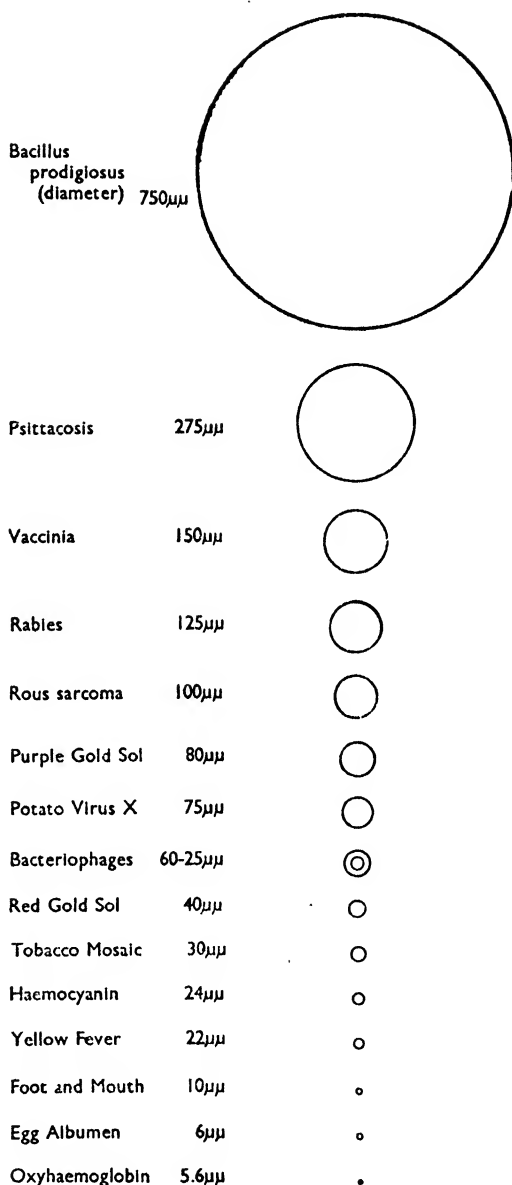 Bacillus
prodigiosus
(diameter) 750μμ
Psittacosis 275μμ
Vaccinia 150μμ
Rabies 125μμ
Rous sarcoma 100μμ
Purple Gold Sol 80μμ
Potato Virus X 75μμ
Bacteriophages 60-25μμ
Red Gold Sol 40μμ
Tobacco Mosaic 30μμ
Haemocyanin 24μμ
Yellow Fever 22μμ
Foot and Mouth 10μμ
Egg Albumen 6μμ
Oxyhaemoglobin 5.6μμ